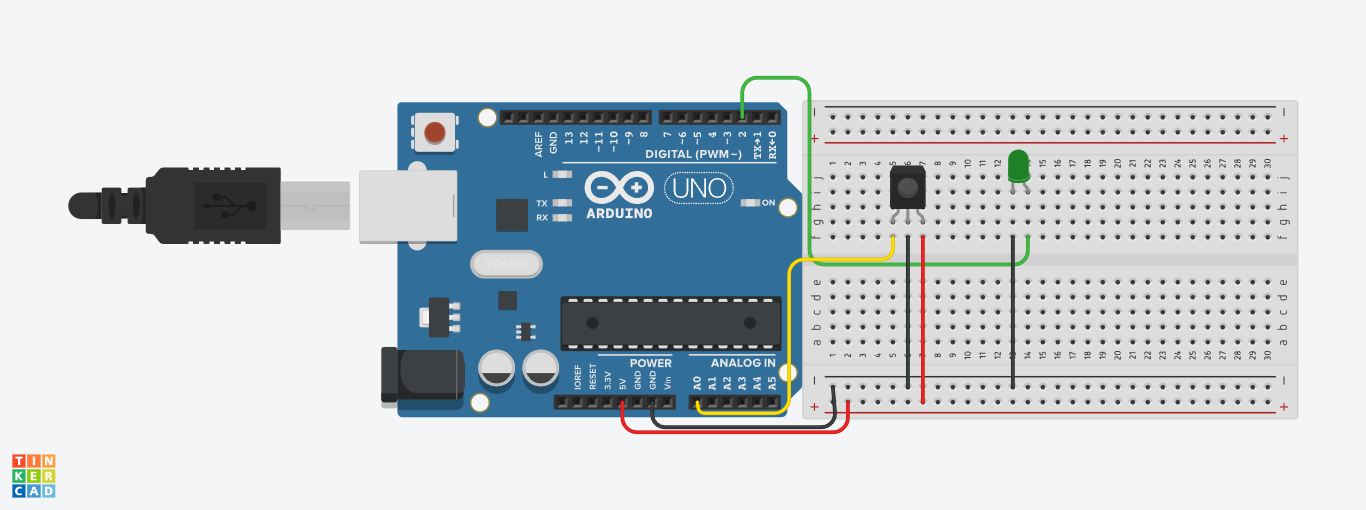 AREF
GND
13
12
~11
~10
~9
8
7
~6
~5
4
~3
2
TX→1
RX←0
DIGITAL (PWM~)
L
TX
RX
ARDUINO
UNO
ON
POWER
ANALOG IN
IOREF
RESET
3.3V
5V
GND
GND
Vin
A0
A1
A2
A3
A4
A5
1 2 3 4 5 6 7 8 9 10 11 12 13 14 15 16 17 18 19 20 21 22 23 24 25 26 27 28 29 30
j j
i i
h h
g g
f f
e e
d d
c c
b b
a a
1 2 3 4 5 6 7 8 9 10 11 12 13 14 15 16 17 18 19 20 21 22 23 24 25 26 27 28 29 30
TIN
KER
CAD